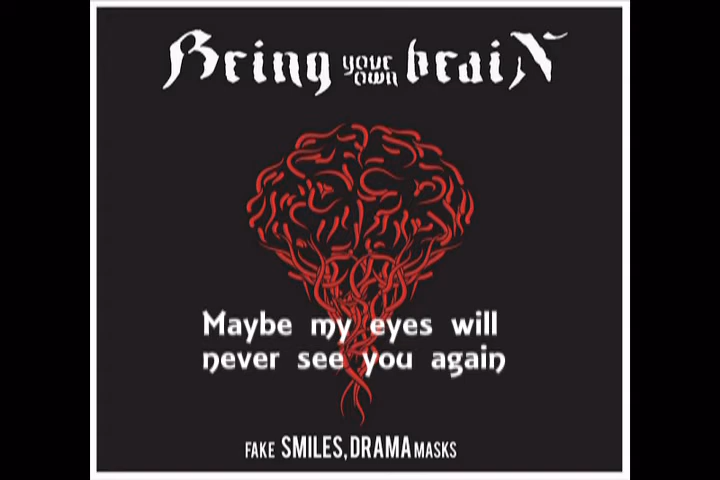 Bring your own braiN
Maybe my eyes will
never see you again
FAKE SMILES, DRAMA MASKS